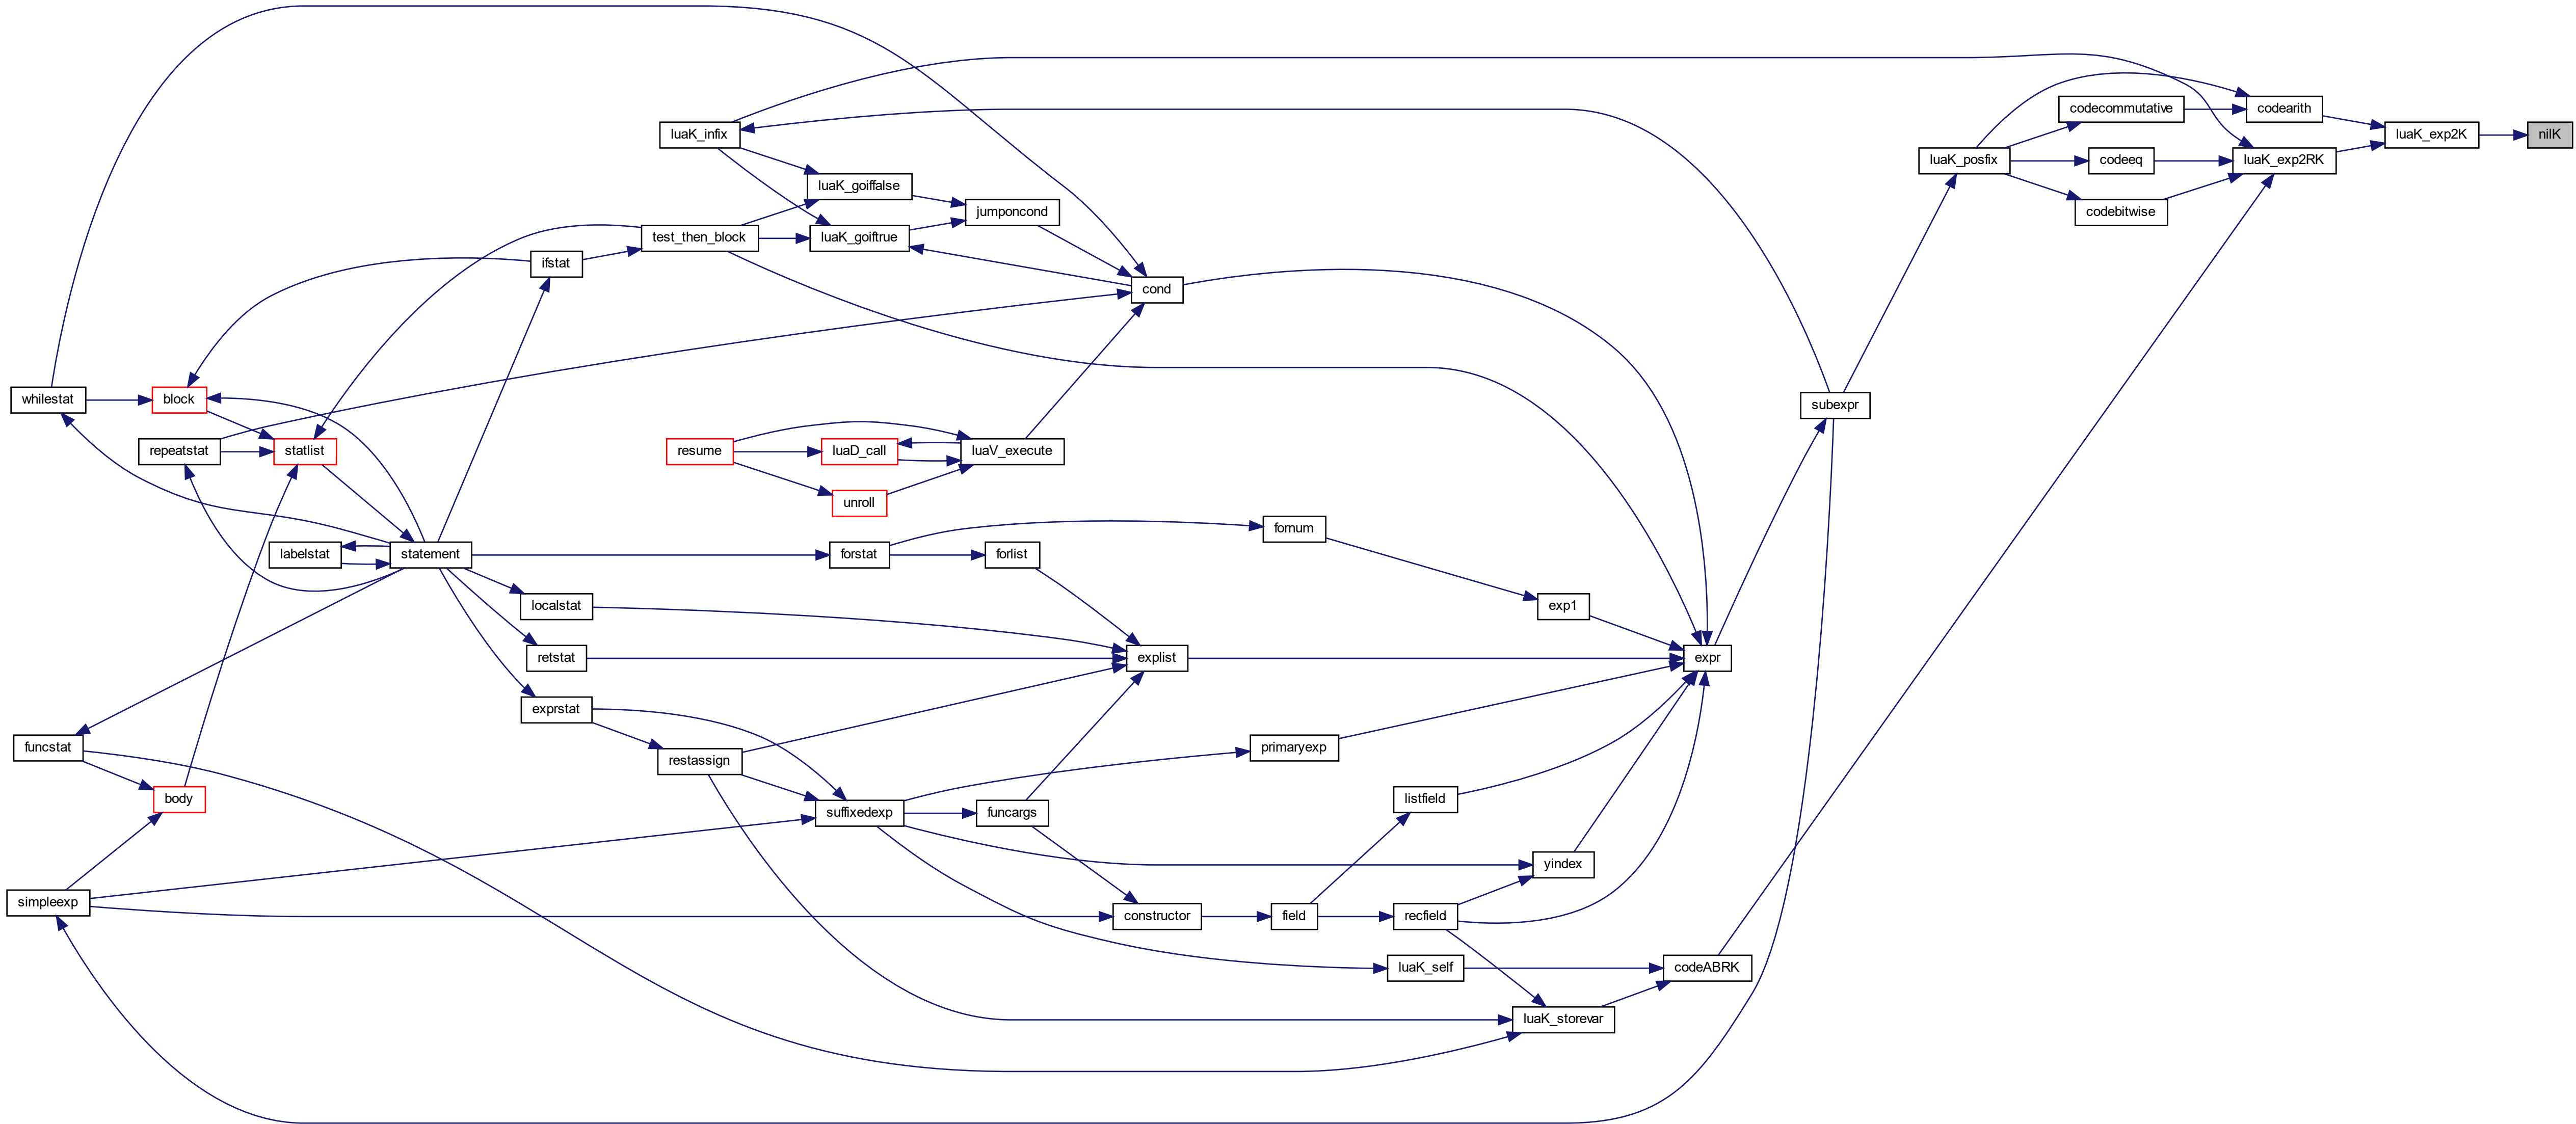 codecommutative
codearith
luaK_infix
luaK_exp2K
nilK
luaK_posfix
codeeq
luaK_exp2RK
luaK_goiffalse
jumponcond
codebitwise
test_then_block
luaK_goiftrue
ifstat
cond
whilestat
block
subexpr
repeatstat
statlist
resume
luaD_call
luaV_execute
unroll
fornum
labelstat
statement
forstat
forlist
localstat
exp1
retstat
explist
expr
exprstat
funcstat
restassign
primaryexp
body
suffixedexp
funcargs
listfield
yindex
simpleexp
constructor
field
recfield
luaK_self
codeABRK
luaK_storevar